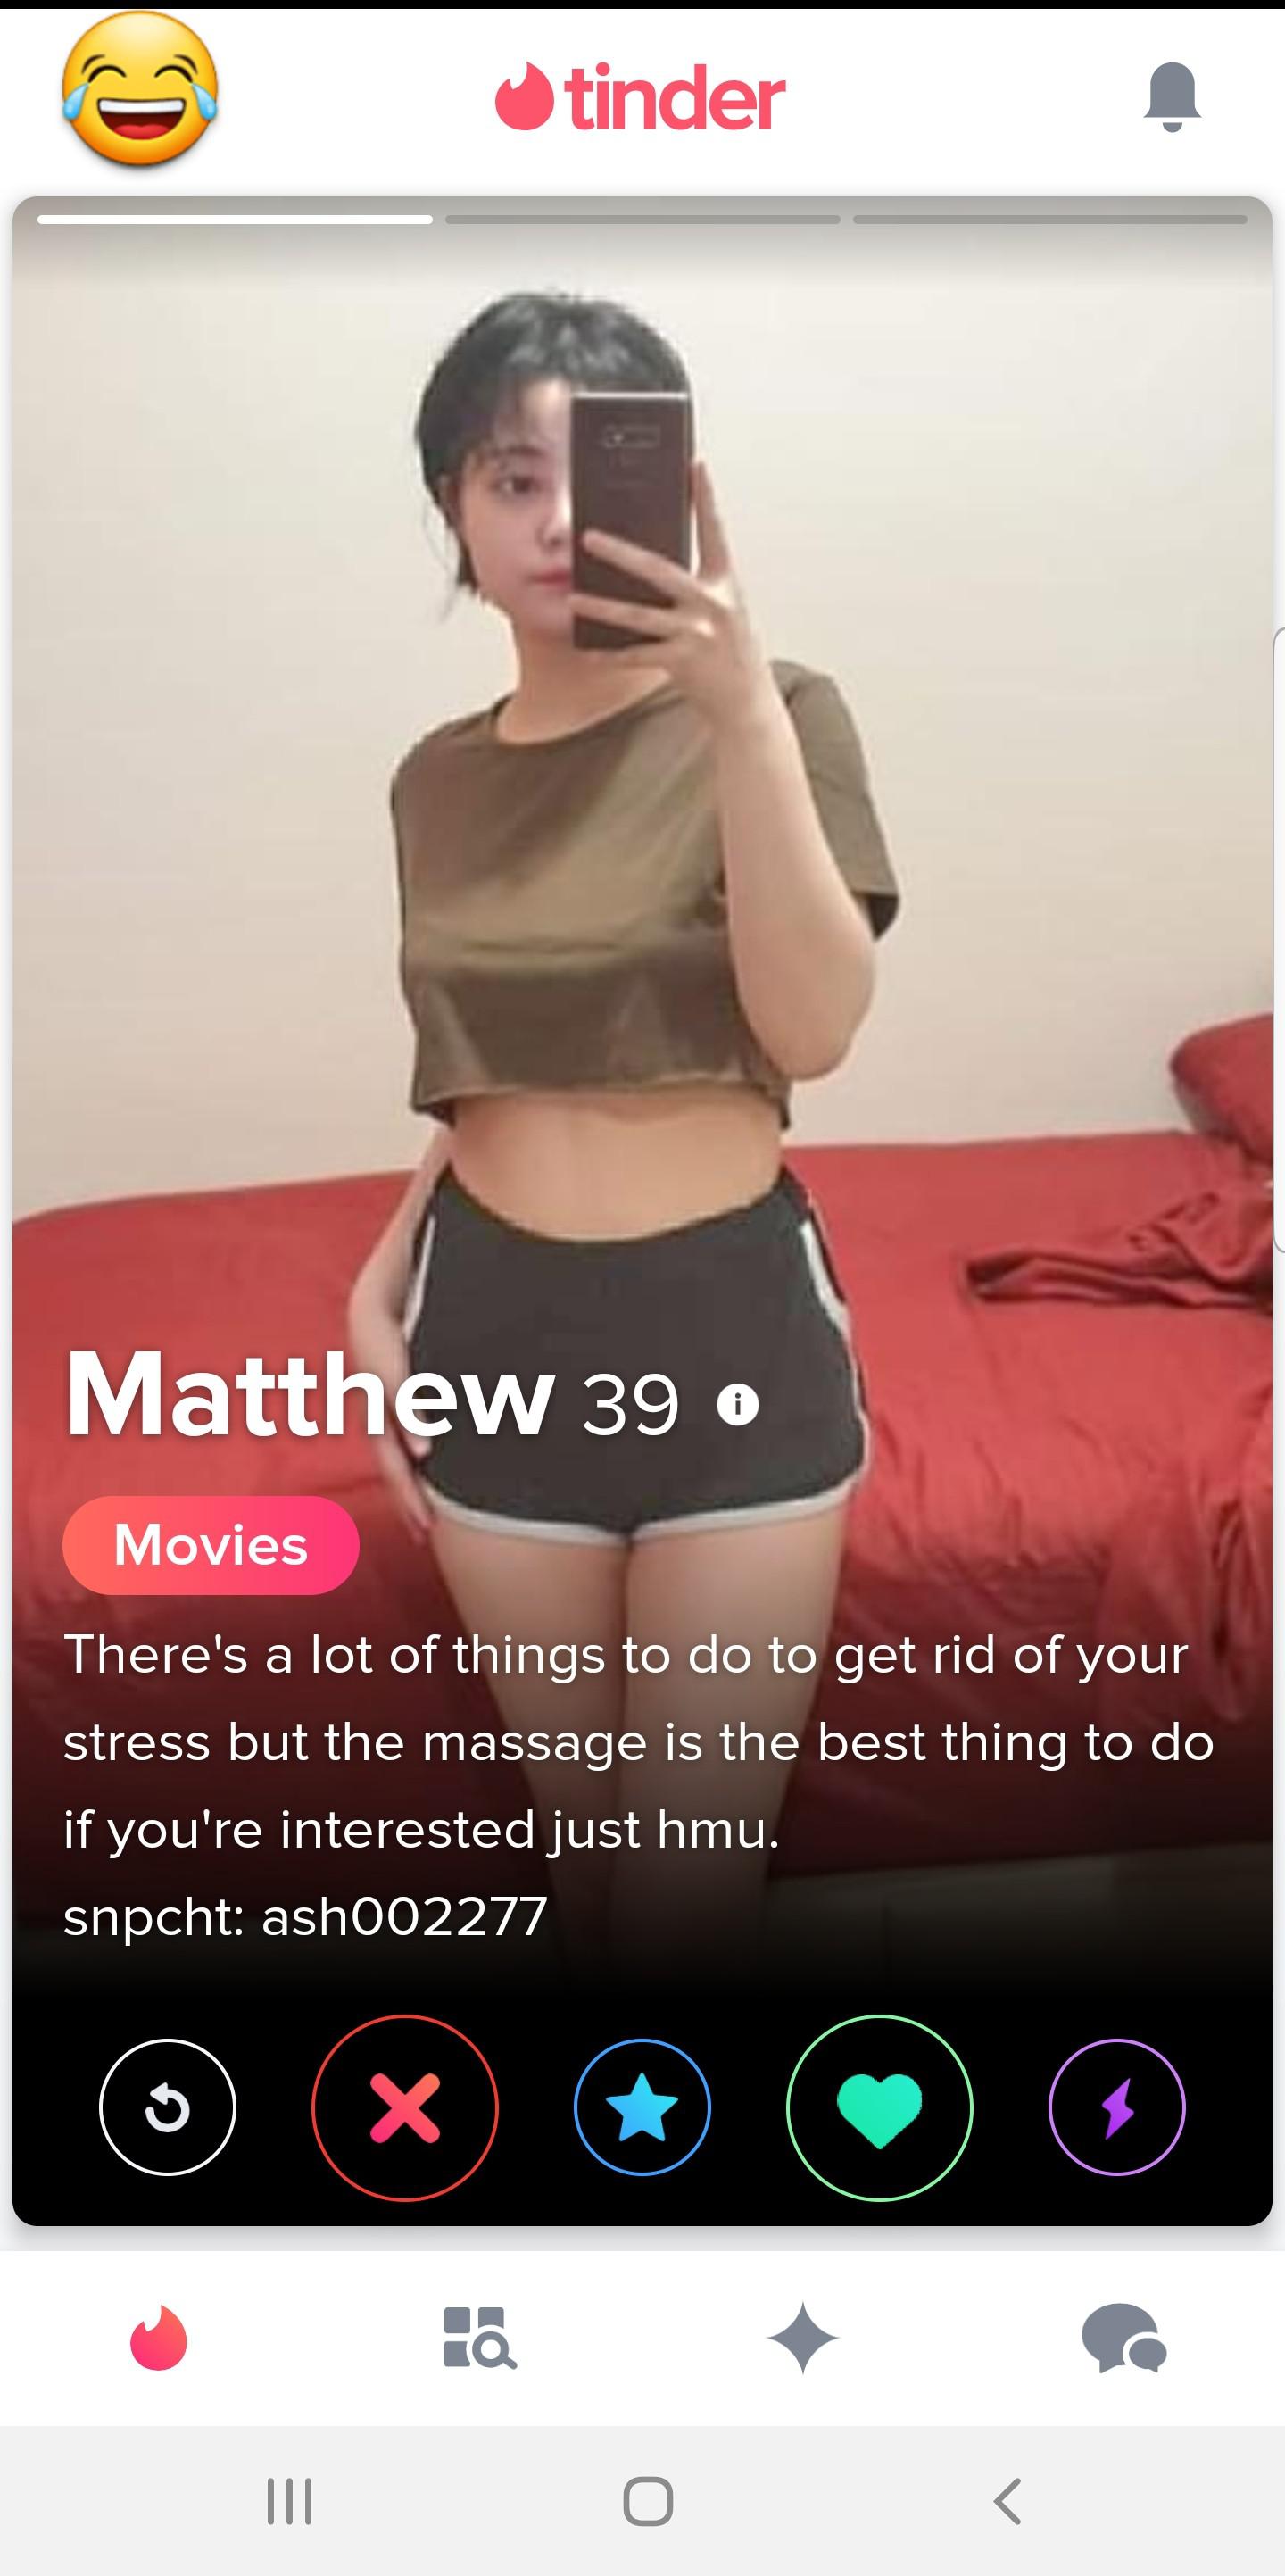 tinder
Matthew 39
Movies
There's a lot of things to do to get rid of your
stress but the massage is the best thing to do
if you're interested just hmu.
snpcht: ash002277